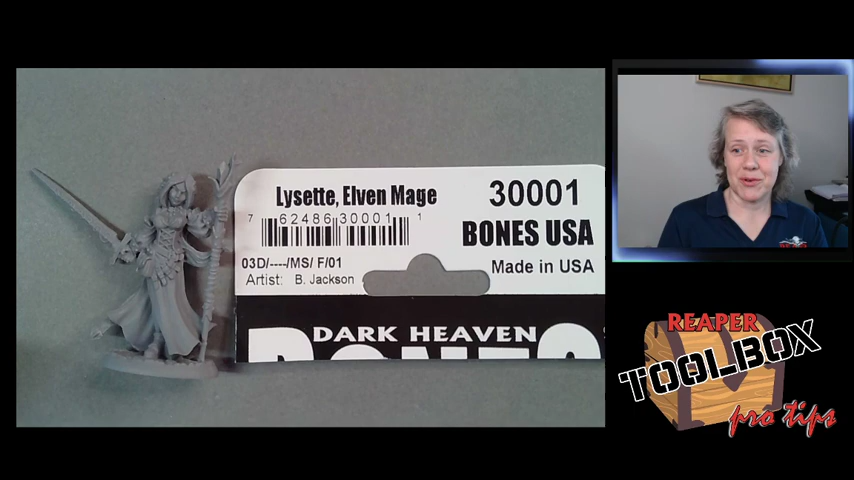 Lysette, Elven Mage
30001
7 62486 30001 1
BONES USA
03D/----/MS/ F/01
Made in USA
Artist: B. Jackson
DARK HEAVEN
BONES
REAPER
TOOLBOX
pro tips